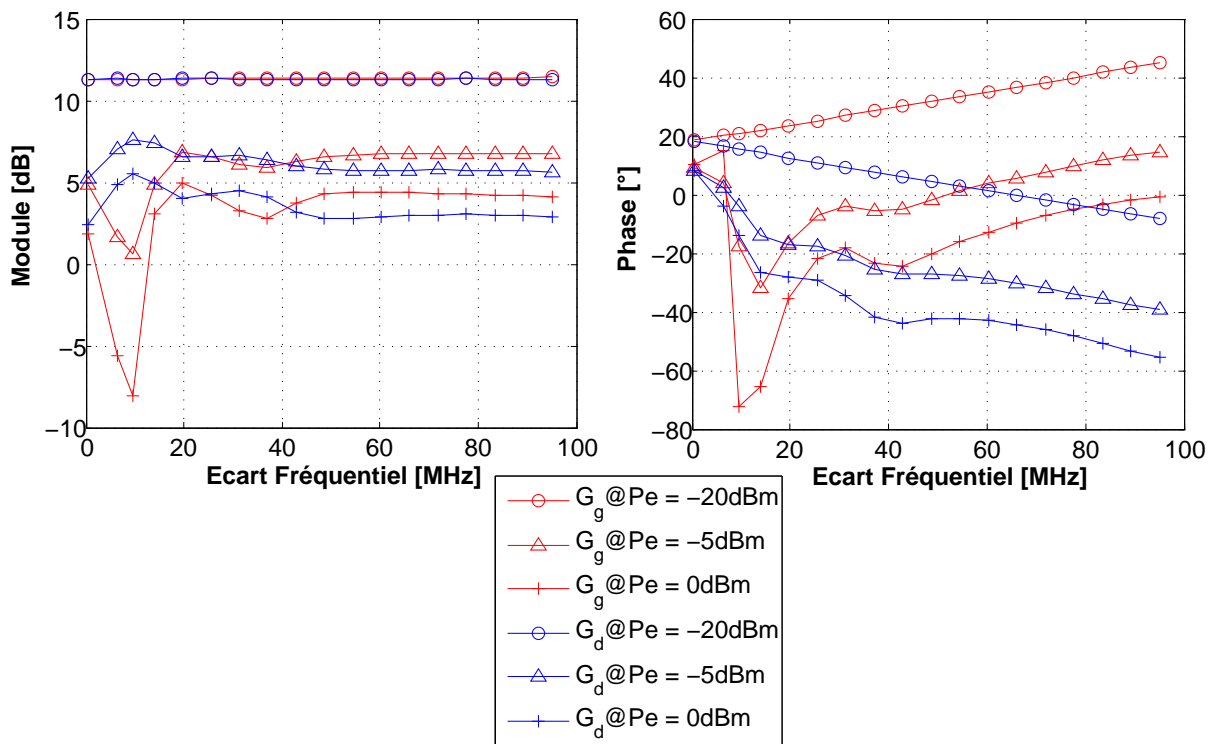 15
10
5
0
−5
−10
Module [dB]
0
20
40
60
80
100
Ecart Fréquentiel [MHz]
60
40
20
0
−20
−40
−60
−80
Phase [°]
0
20
40
60
80
100
Ecart Fréquentiel [MHz]
G_g@Pe = −20dBm
G_g@Pe = −5dBm
G_g@Pe = 0dBm
G_d@Pe = −20dBm
G_d@Pe = −5dBm
G_d@Pe = 0dBm